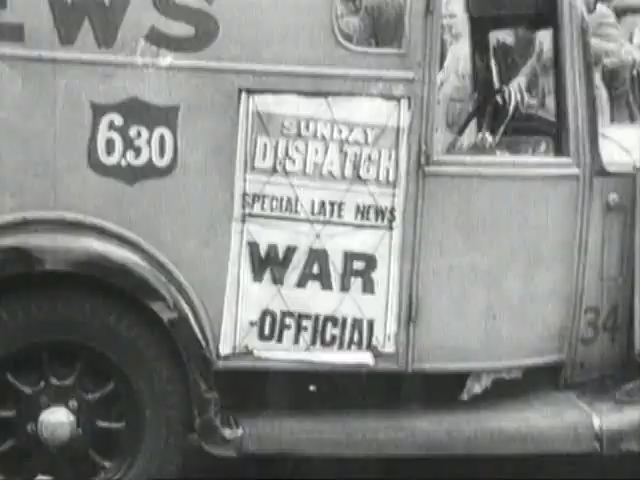 EWS
6.30
SUNDAY
DISPATCH
SPECIAL LATE NEWS
WAR
OFFICIAL
34